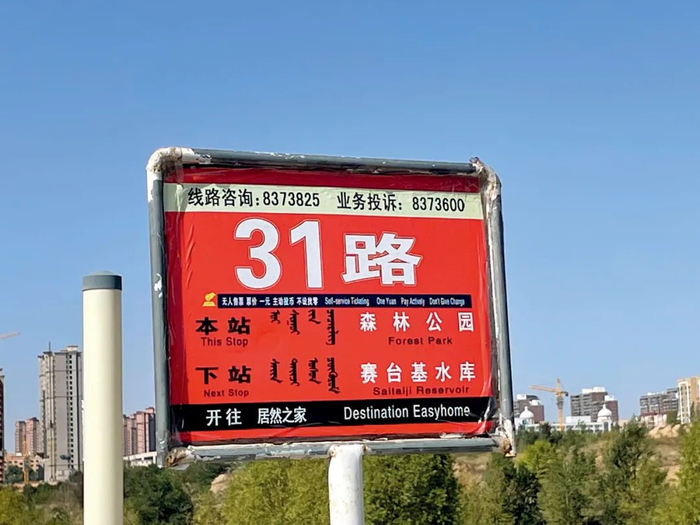 线路咨询:8373825 业务投诉: 8373600
31路
无人售票 票价 一元 主动投币 不设找零 Self-service Ticketing One Yuan Pay Actively Don't Give Change
本站 森林公园
This Stop Forest Park
下站 赛台基水库
Next Stop Saitaiji Reservoir
开往 居然之家 Destination Easyhome